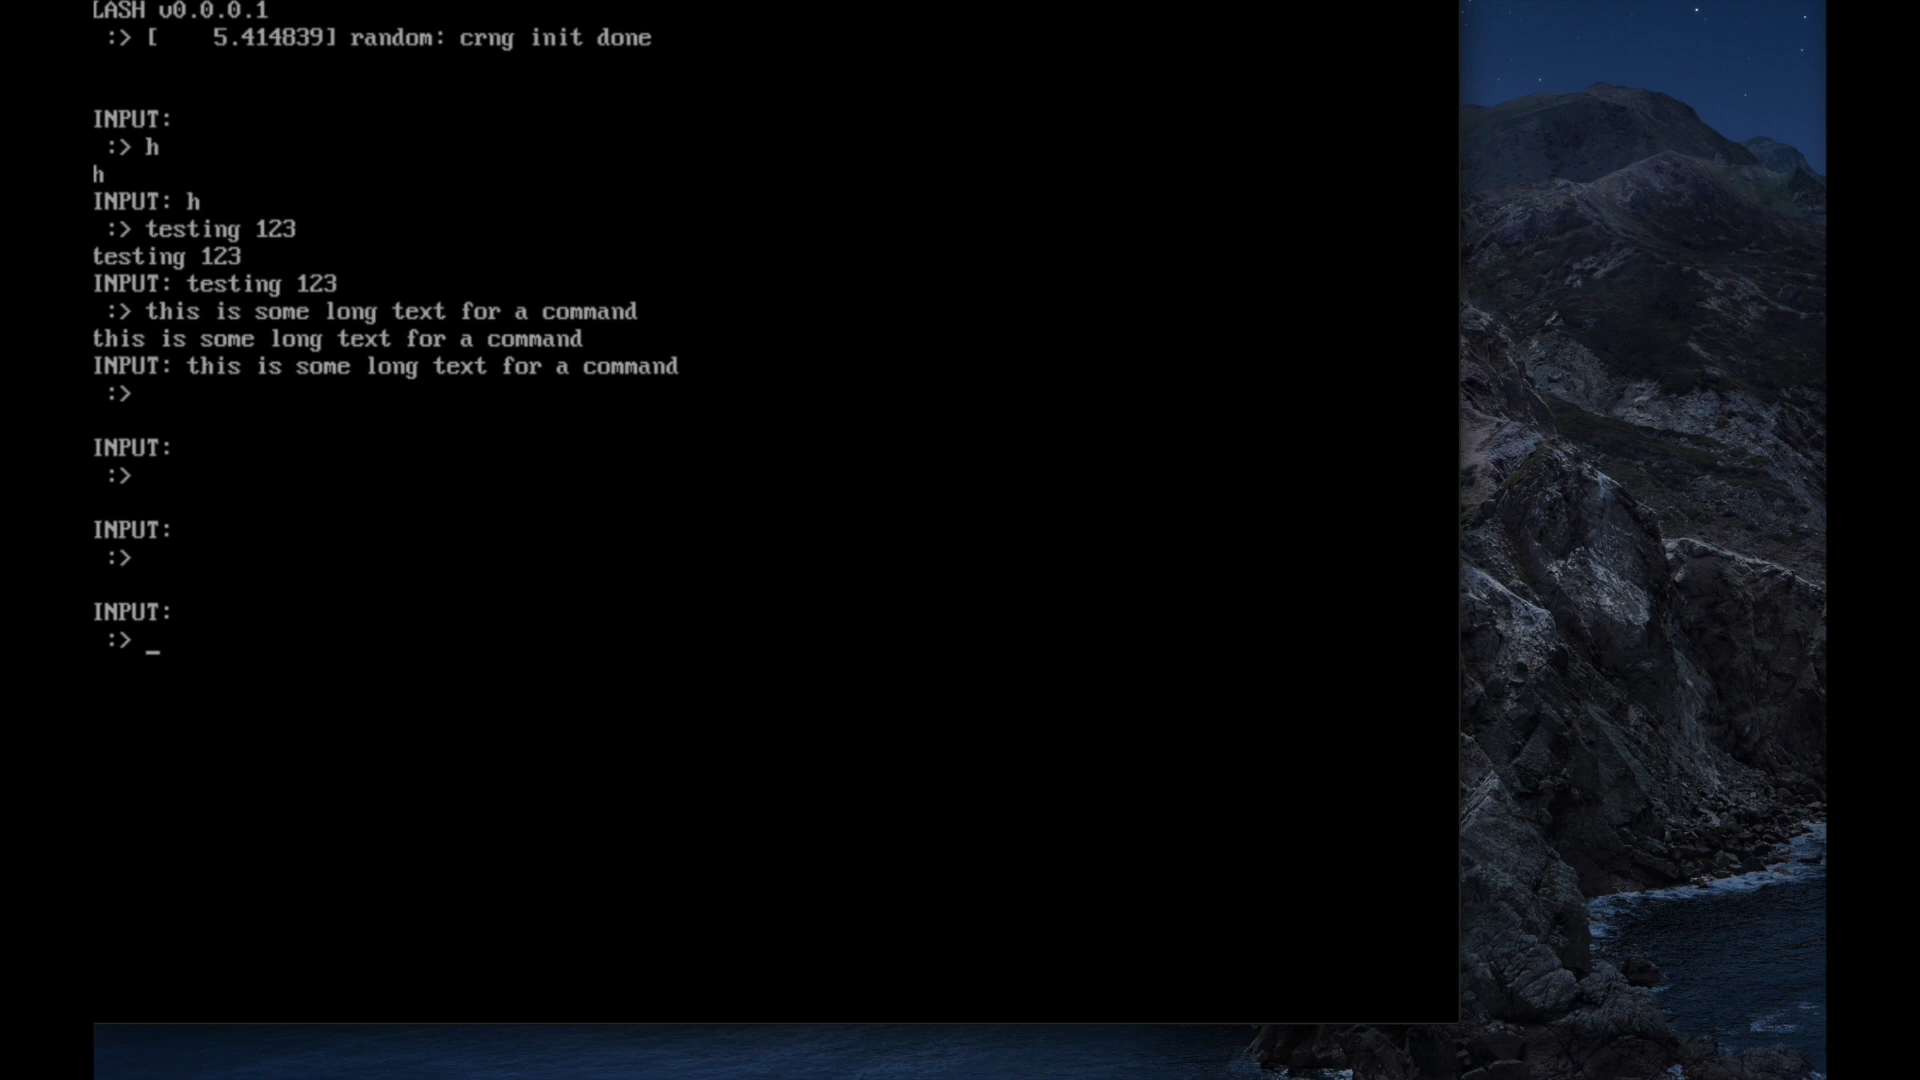 LASH v0.0.0.1
:> [    5.414839] random: crng init done
INPUT:
:> h
h
INPUT: h
:> testing 123
testing 123
INPUT: testing 123
:> this is some long text for a command
this is some long text for a command
INPUT: this is some long text for a command
:>
INPUT:
:>
INPUT:
:>
INPUT:
:> _